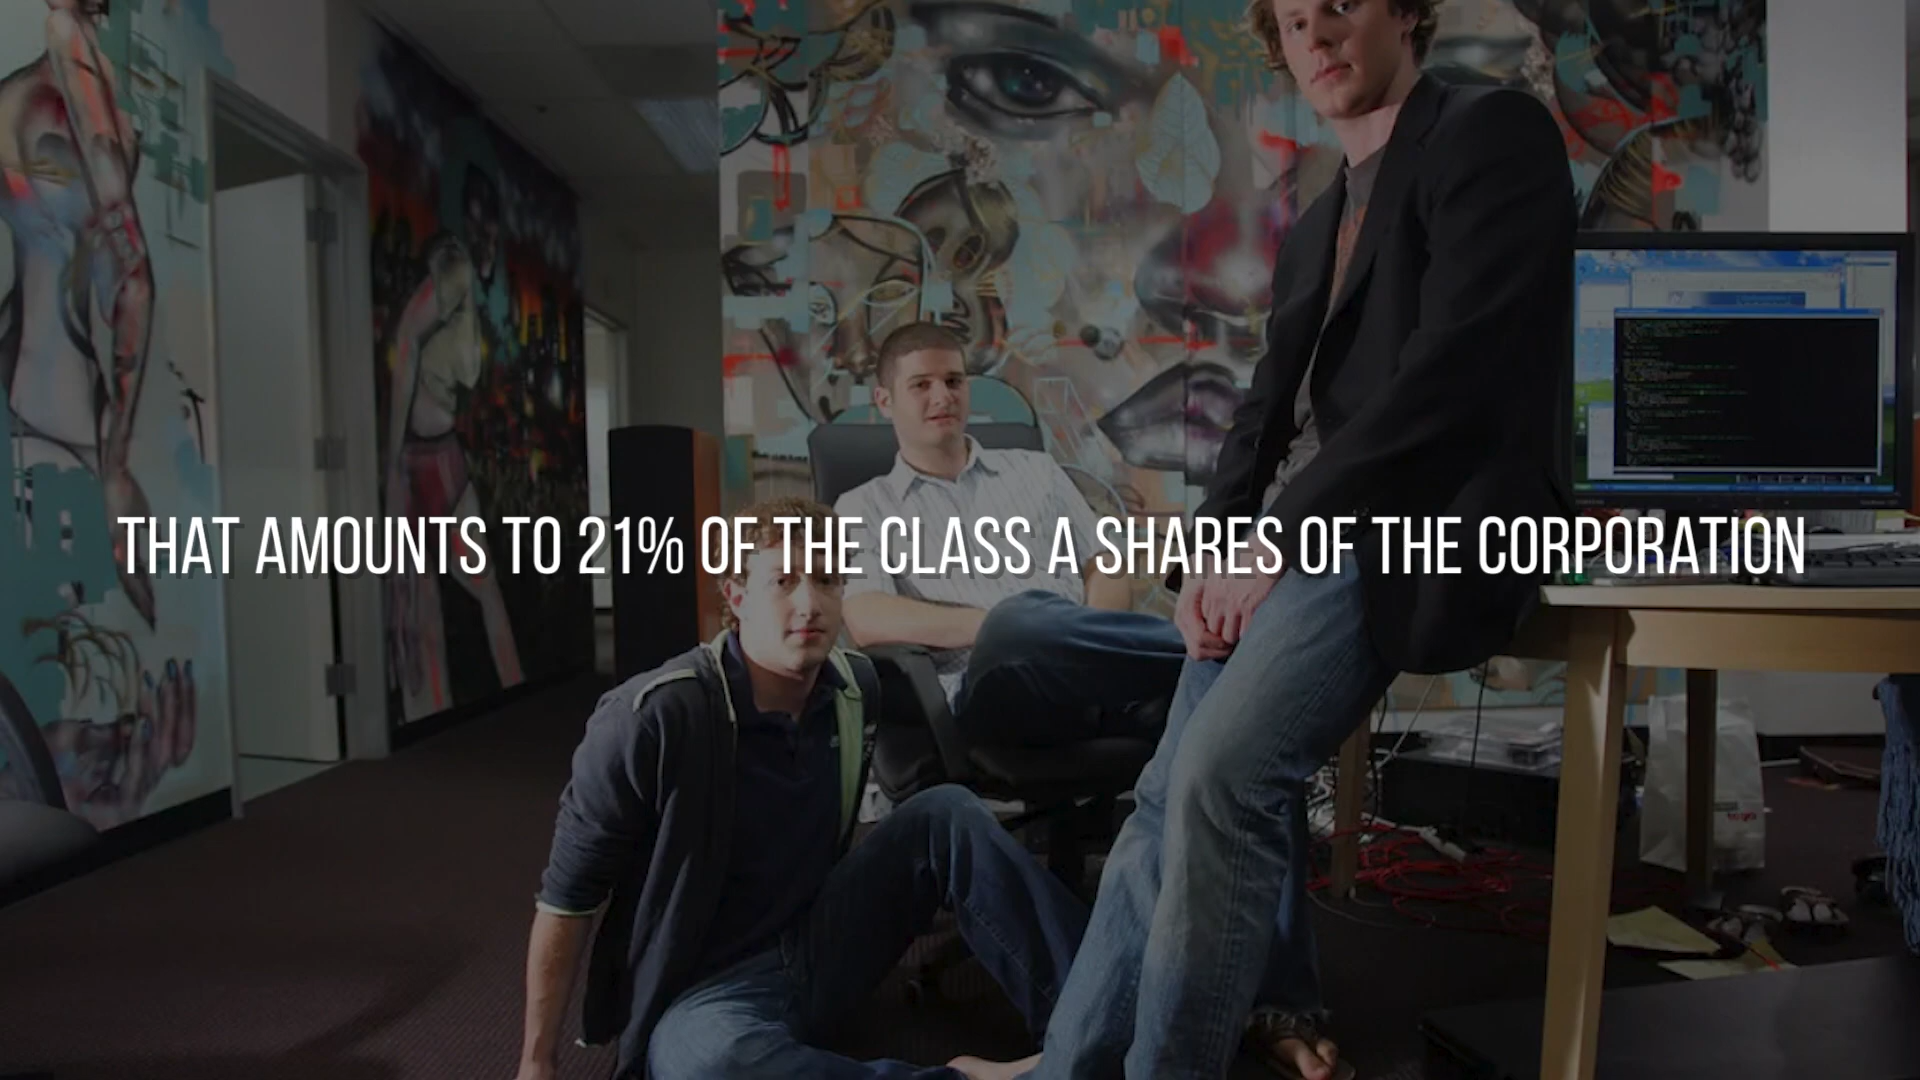 THAT AMOUNTS TO 21% OF THE CLASS A SHARES OF THE CORPORATION